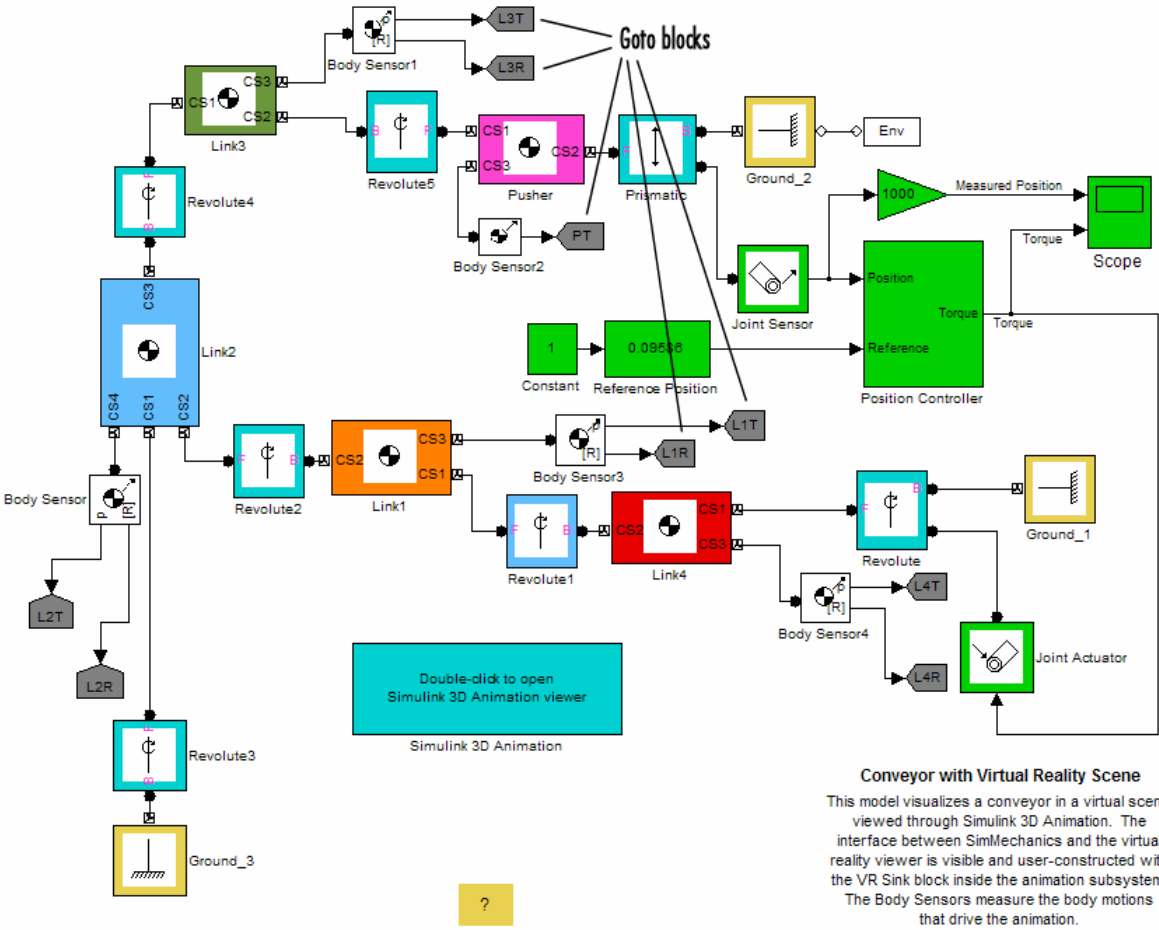 L3T
Goto blocks
[R]
p
Body Sensor1
L3R
CS3
CS1
CS2
Link3
B
F
Revolute5
CS1
CS3
CS2
Pusher
B
F
Prismatic
Ground_2
Env
F
B
Revolute4
1000
Measured Position
Torque
Scope
Body Sensor2
PT
CS3
Link2
CS4
CS1
CS2
Joint Sensor
Position
Reference
Torque
Torque
Position Controller
1
Constant
0.09586
Reference Position
L1T
L1R
F
B
Revolute2
CS2
CS3
CS1
Link1
p
[R]
Body Sensor3
Body Sensor
p
[R]
L2T
L2R
F
B
Revolute1
CS2
CS1
CS3
Link4
F
B
Revolute
Ground_1
p
[R]
Body Sensor4
L4T
L4R
Joint Actuator
Double-click to open
Simulink 3D Animation viewer
Simulink 3D Animation
F
B
Revolute3
Ground_3
?
Conveyor with Virtual Reality Scene
This model visualizes a conveyor in a virtual scen
viewed through Simulink 3D Animation. The
interface between SimMechanics and the virtua
reality viewer is visible and user-constructed wit
the VR Sink block inside the animation subsystem
The Body Sensors measure the body motions
that drive the animation.